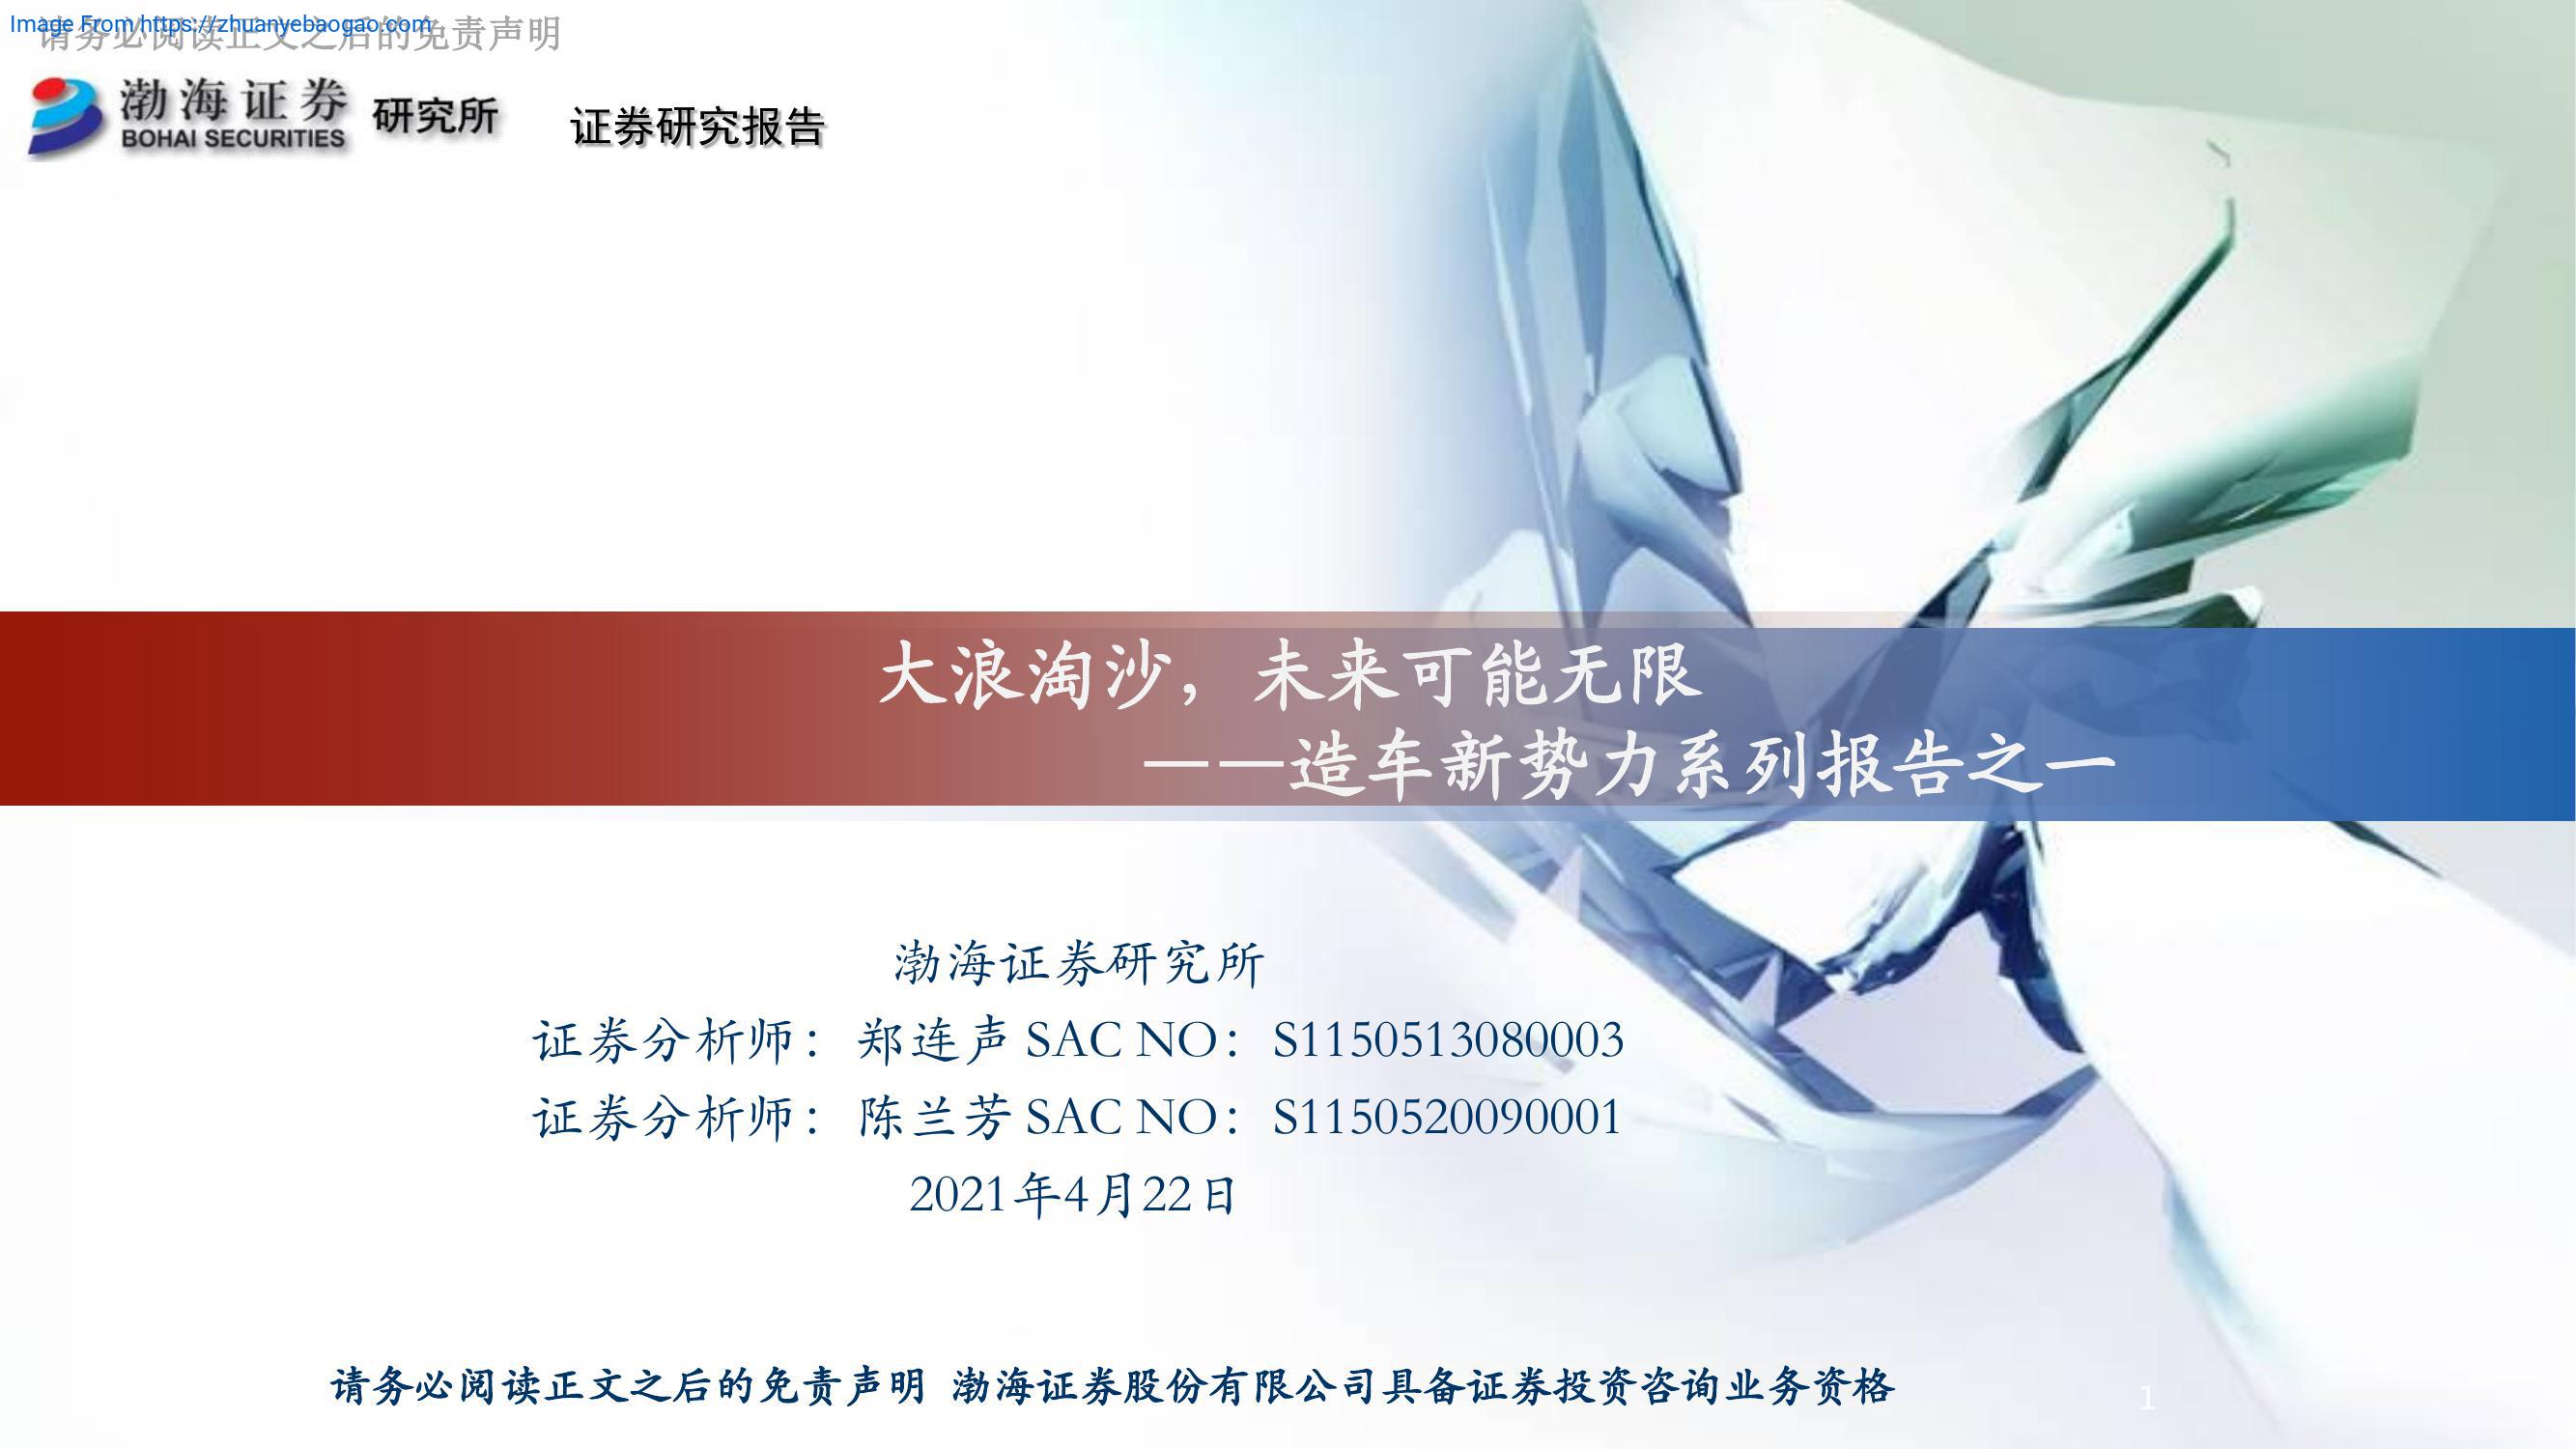 Image From https://zhuanyebaogao.com
请务必阅读正文之后的免责声明
渤海证券 研究所 证券研究报告
BOHAI SECURITIES
大浪淘沙，未来可能无限
——造车新势力系列报告之一
渤海证券研究所
证券分析师：郑连声 SAC NO：S1150513080003
证券分析师：陈兰芳 SAC NO：S1150520090001
2021年4月22日
请务必阅读正文之后的免责声明 渤海证券股份有限公司具备证券投资咨询业务资格
1